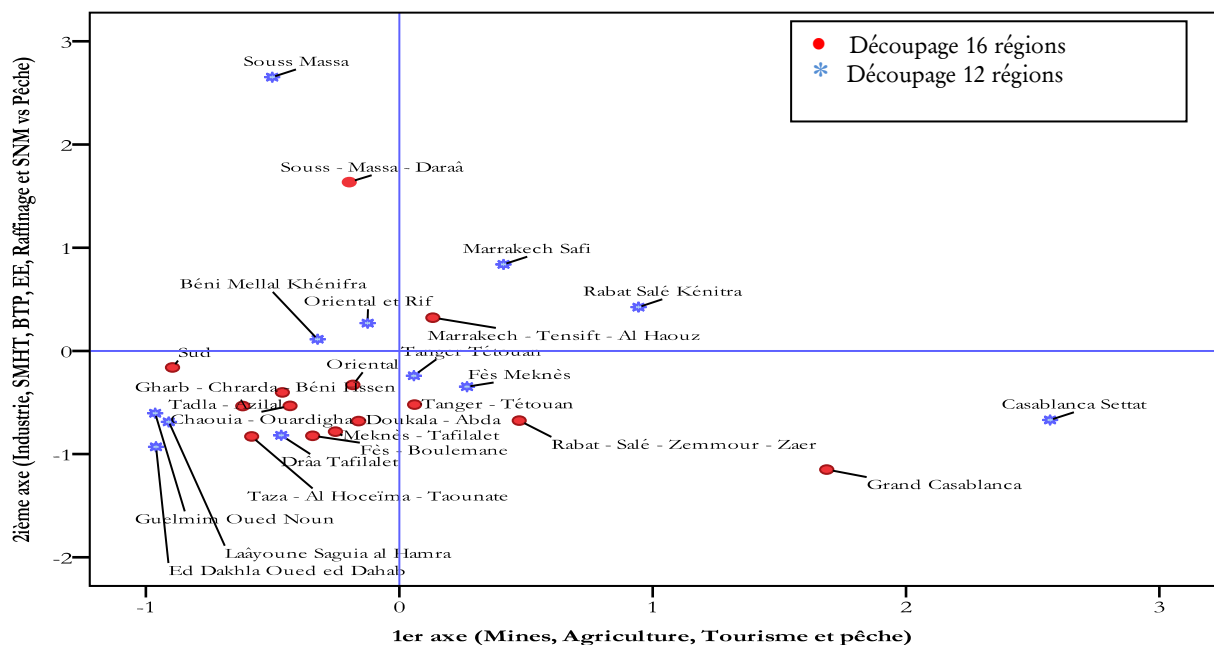 Découpage 16 régions
Découpage 12 régions
2ième axe (Industrie, SMHT, BTP, EE, Raffinage et SNM vs Pêche)
3
2
1
0
-1
-2
Souss Massa
Souss - Massa - Daraâ
Marrakech Safi
Béni Mellal Khénifra
Oriental et Rif
Rabat Salé Kénitra
Marrakech - Tensift - Al Haouz
Sud
Tanger Tétouan
Oriental
Fès Meknès
Gharb - Chrarda - Béni Hssen
Tadla - Azilal
Tanger - Tétouan
Casablanca Settat
Chaouia - Ouardigha
Doukala - Abda
Meknès - Tafilalet
Rabat - Salé - Zemmour - Zaer
Fès - Boulemane
Drâa Tafilalet
Grand Casablanca
Taza - Al Hoceïma - Taounate
Guelmim Oued Noun
Laâyoune Saguia al Hamra
Ed Dakhla Oued ed Dahab
-1
0
1
2
3
1er axe (Mines, Agriculture, Tourisme et pêche)